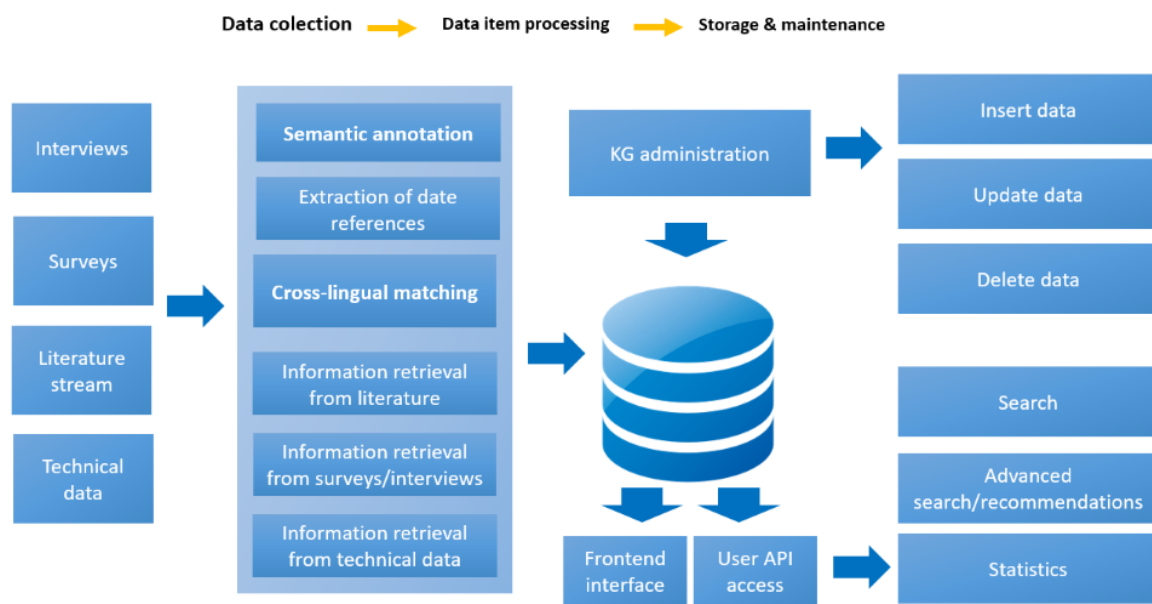 Data colection
Data item processing
Storage & maintenance
Interviews
Surveys
Literature
stream
Technical
data
Semantic annotation
Extraction of date
references
Cross-lingual matching
Information retrieval
from literature
Information retrieval
from surveys/interviews
Information retrieval
from technical data
KG administration
Frontend
interface
User API
access
Insert data
Update data
Delete data
Search
Advanced
search/recommendations
Statistics